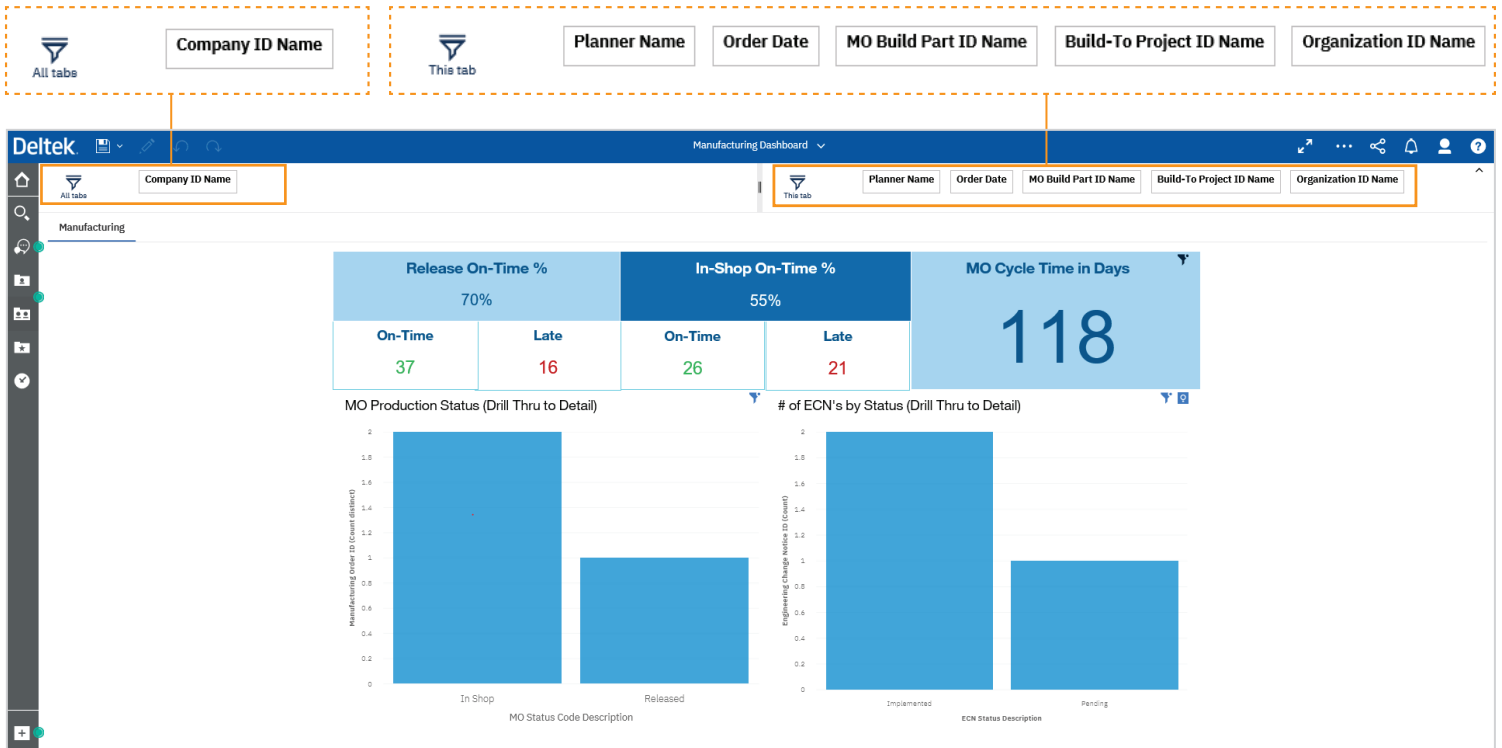 All tabs
Company ID Name
This tab
Planner Name
Order Date
MO Build Part ID Name
Build-To Project ID Name
Organization ID Name
Deltek.
Manufacturing Dashboard
All tabs
Company ID Name
This tab
Planner Name
Order Date
MO Build Part ID Name
Build-To Project ID Name
Organization ID Name
Manufacturing
Release On-Time %
70%
On-Time
37
Late
16
In-Shop On-Time %
55%
On-Time
26
Late
21
MO Cycle Time in Days
118
MO Production Status (Drill Thru to Detail)
Manufacturing Order ID (Count distinct)
2
1.8
1.6
1.4
1.2
1
0.8
0.6
0.4
0.2
0
In Shop
Released
MO Status Code Description
# of ECN's by Status (Drill Thru to Detail)
Engineering Change Notice ID (Count)
2
1.8
1.6
1.4
1.2
1
0.8
0.6
0.4
0.2
0
Implemented
Pending
ECN Status Description